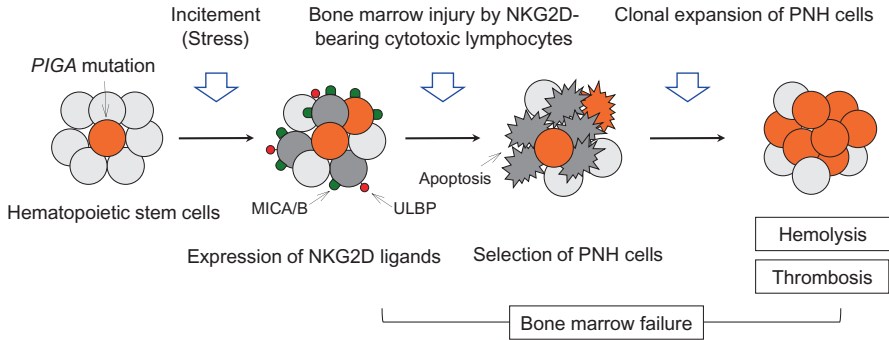 Incitement
(Stress)
Bone marrow injury by NKG2D-
bearing cytotoxic lymphocytes
Clonal expansion of PNH cells
PIGA mutation
Apoptosis
MICA/B
ULBP
Hematopoietic stem cells
Expression of NKG2D ligands
Selection of PNH cells
Hemolysis
Thrombosis
Bone marrow failure